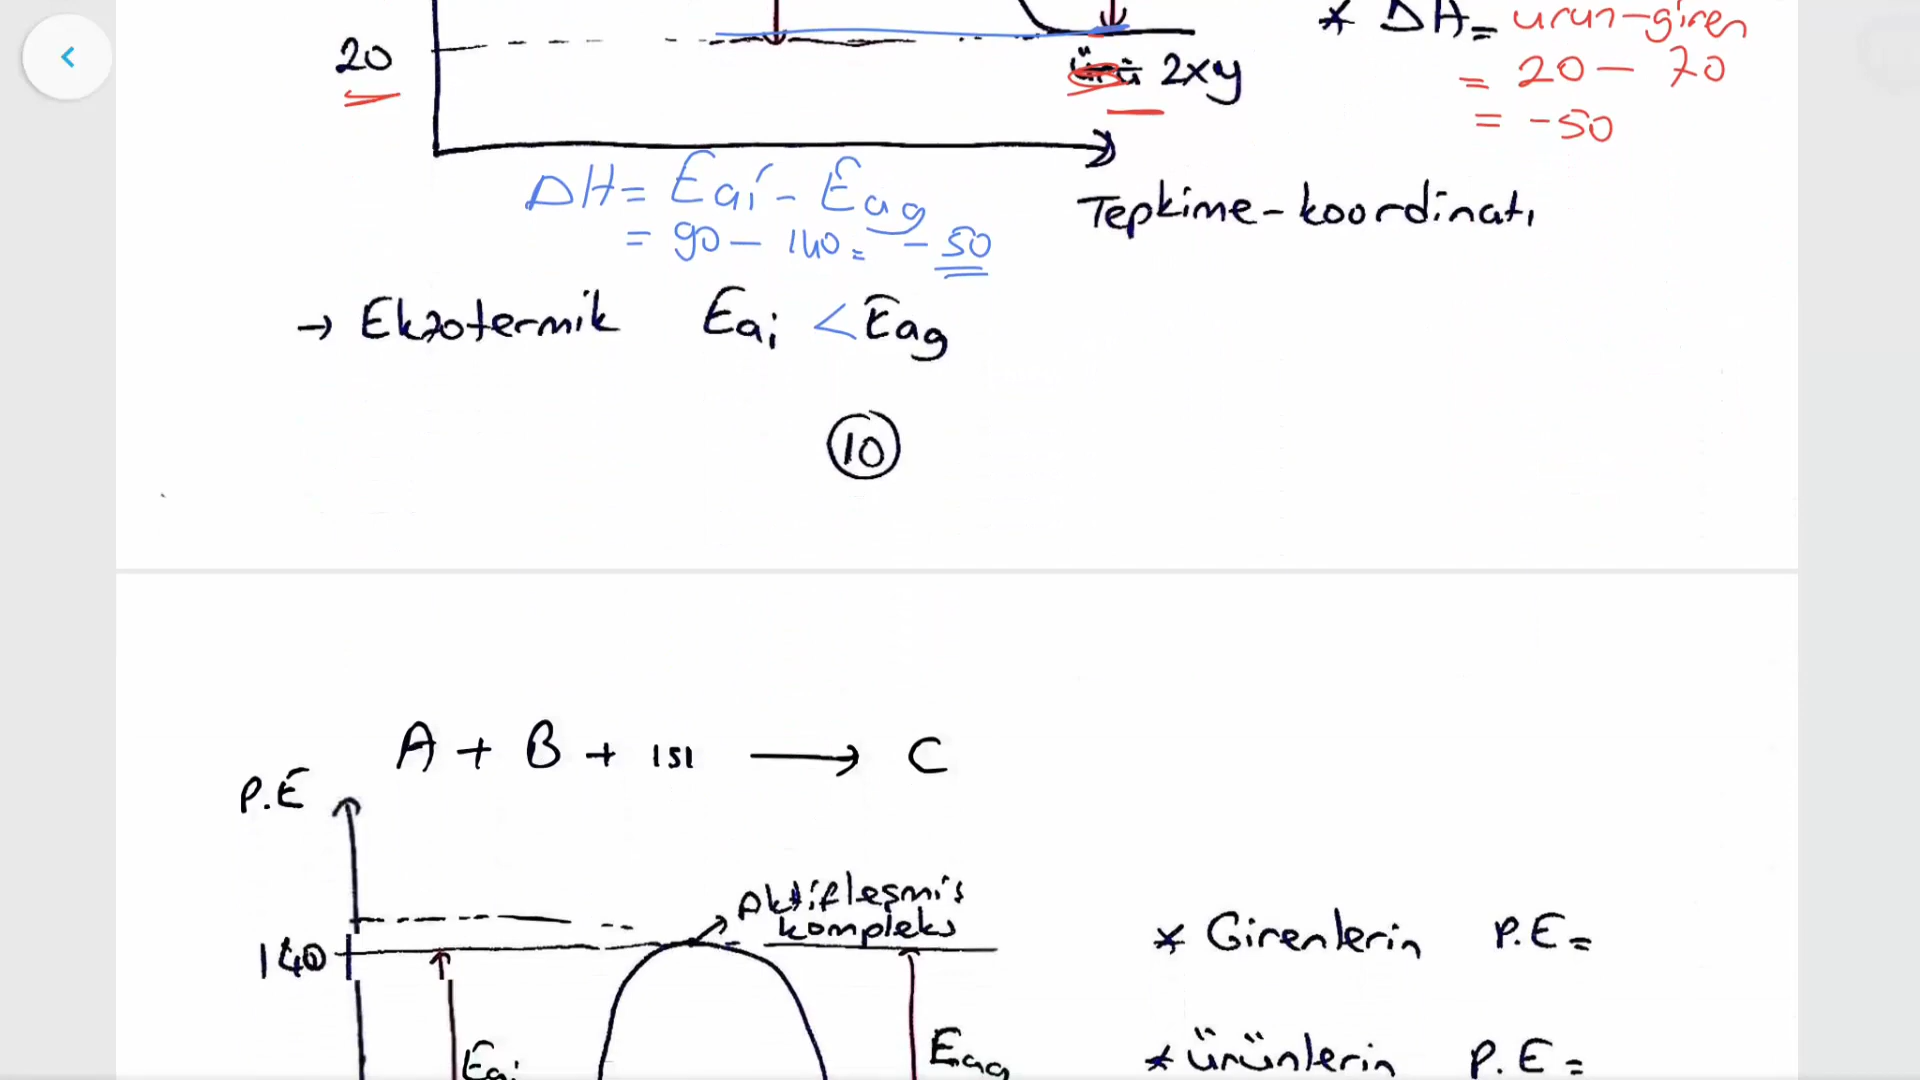 * ΔH = ürün-giren
20
= 20 - 70
2xy
= -50
ΔH = Eai - Eag
= 90 - 140 = -50
Tepkime-koordinatı
→ Ekzotermik Eai < Eag
10
A + B + ısı → C
P.E
Aktifleşmiş
kompleks
140
* Girenlerin P.E =
Eai
Eag
* ürünlerin P.E =